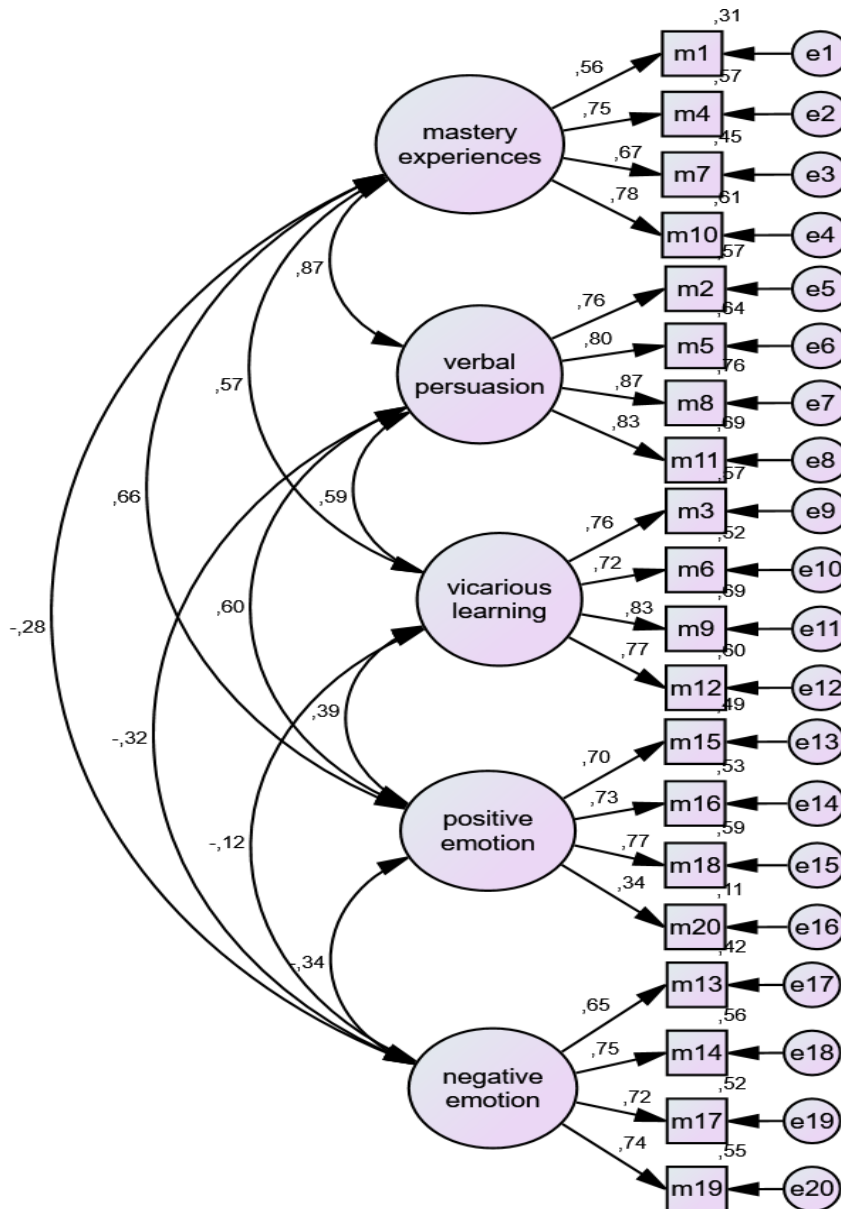 ,31
,56
m1
e1
,57
,75
m4
e2
mastery
experiences
,45
,67
m7
e3
,61
,78
m10
e4
,57
,87
,76
m2
e5
,64
,80
m5
e6
verbal
persuasion
,76
,87
m8
e7
,57
,69
,83
m11
e8
,57
,66
,59
,76
m3
e9
,52
,72
m6
e10
vicarious
learning
,69
,60
,83
m9
e11
-,28
,60
,77
m12
e12
,49
,39
-,32
,70
m15
e13
,53
,73
m16
e14
positive
emotion
-,12
,59
,77
m18
e15
,11
,34
m20
e16
,42
-,34
,65
m13
e17
,56
,75
m14
e18
negative
emotion
,52
,72
m17
e19
,55
,74
m19
e20